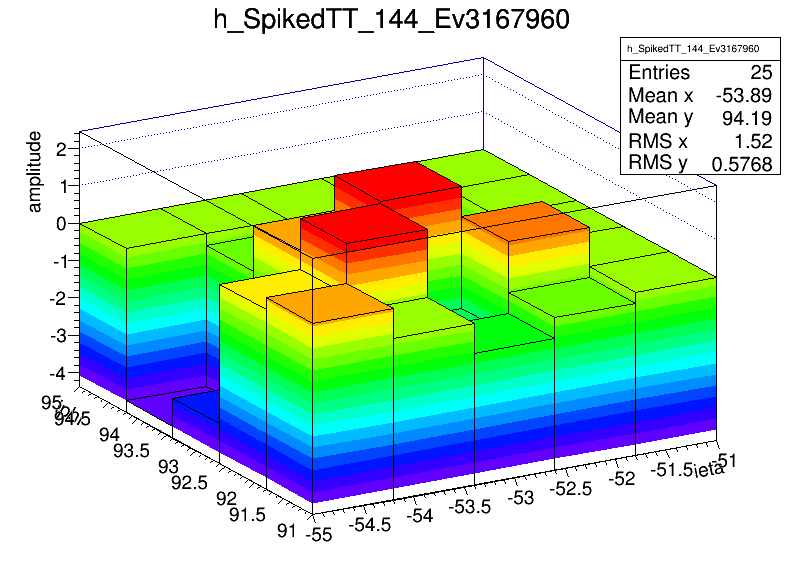 h_SpikedTT_144_Ev3167960
h_SpikedTT_144_Ev3167960
Entries 25
Mean x -53.89
Mean y 94.19
RMS x 1.52
RMS y 0.5768
amplitude
2
1
0
-1
-2
-3
-4
95
94.5
94
93.5
93
92.5
92
91.5
91
-55
-54.5
-54
-53.5
-53
-52.5
-52
-51.5
-51
ieta